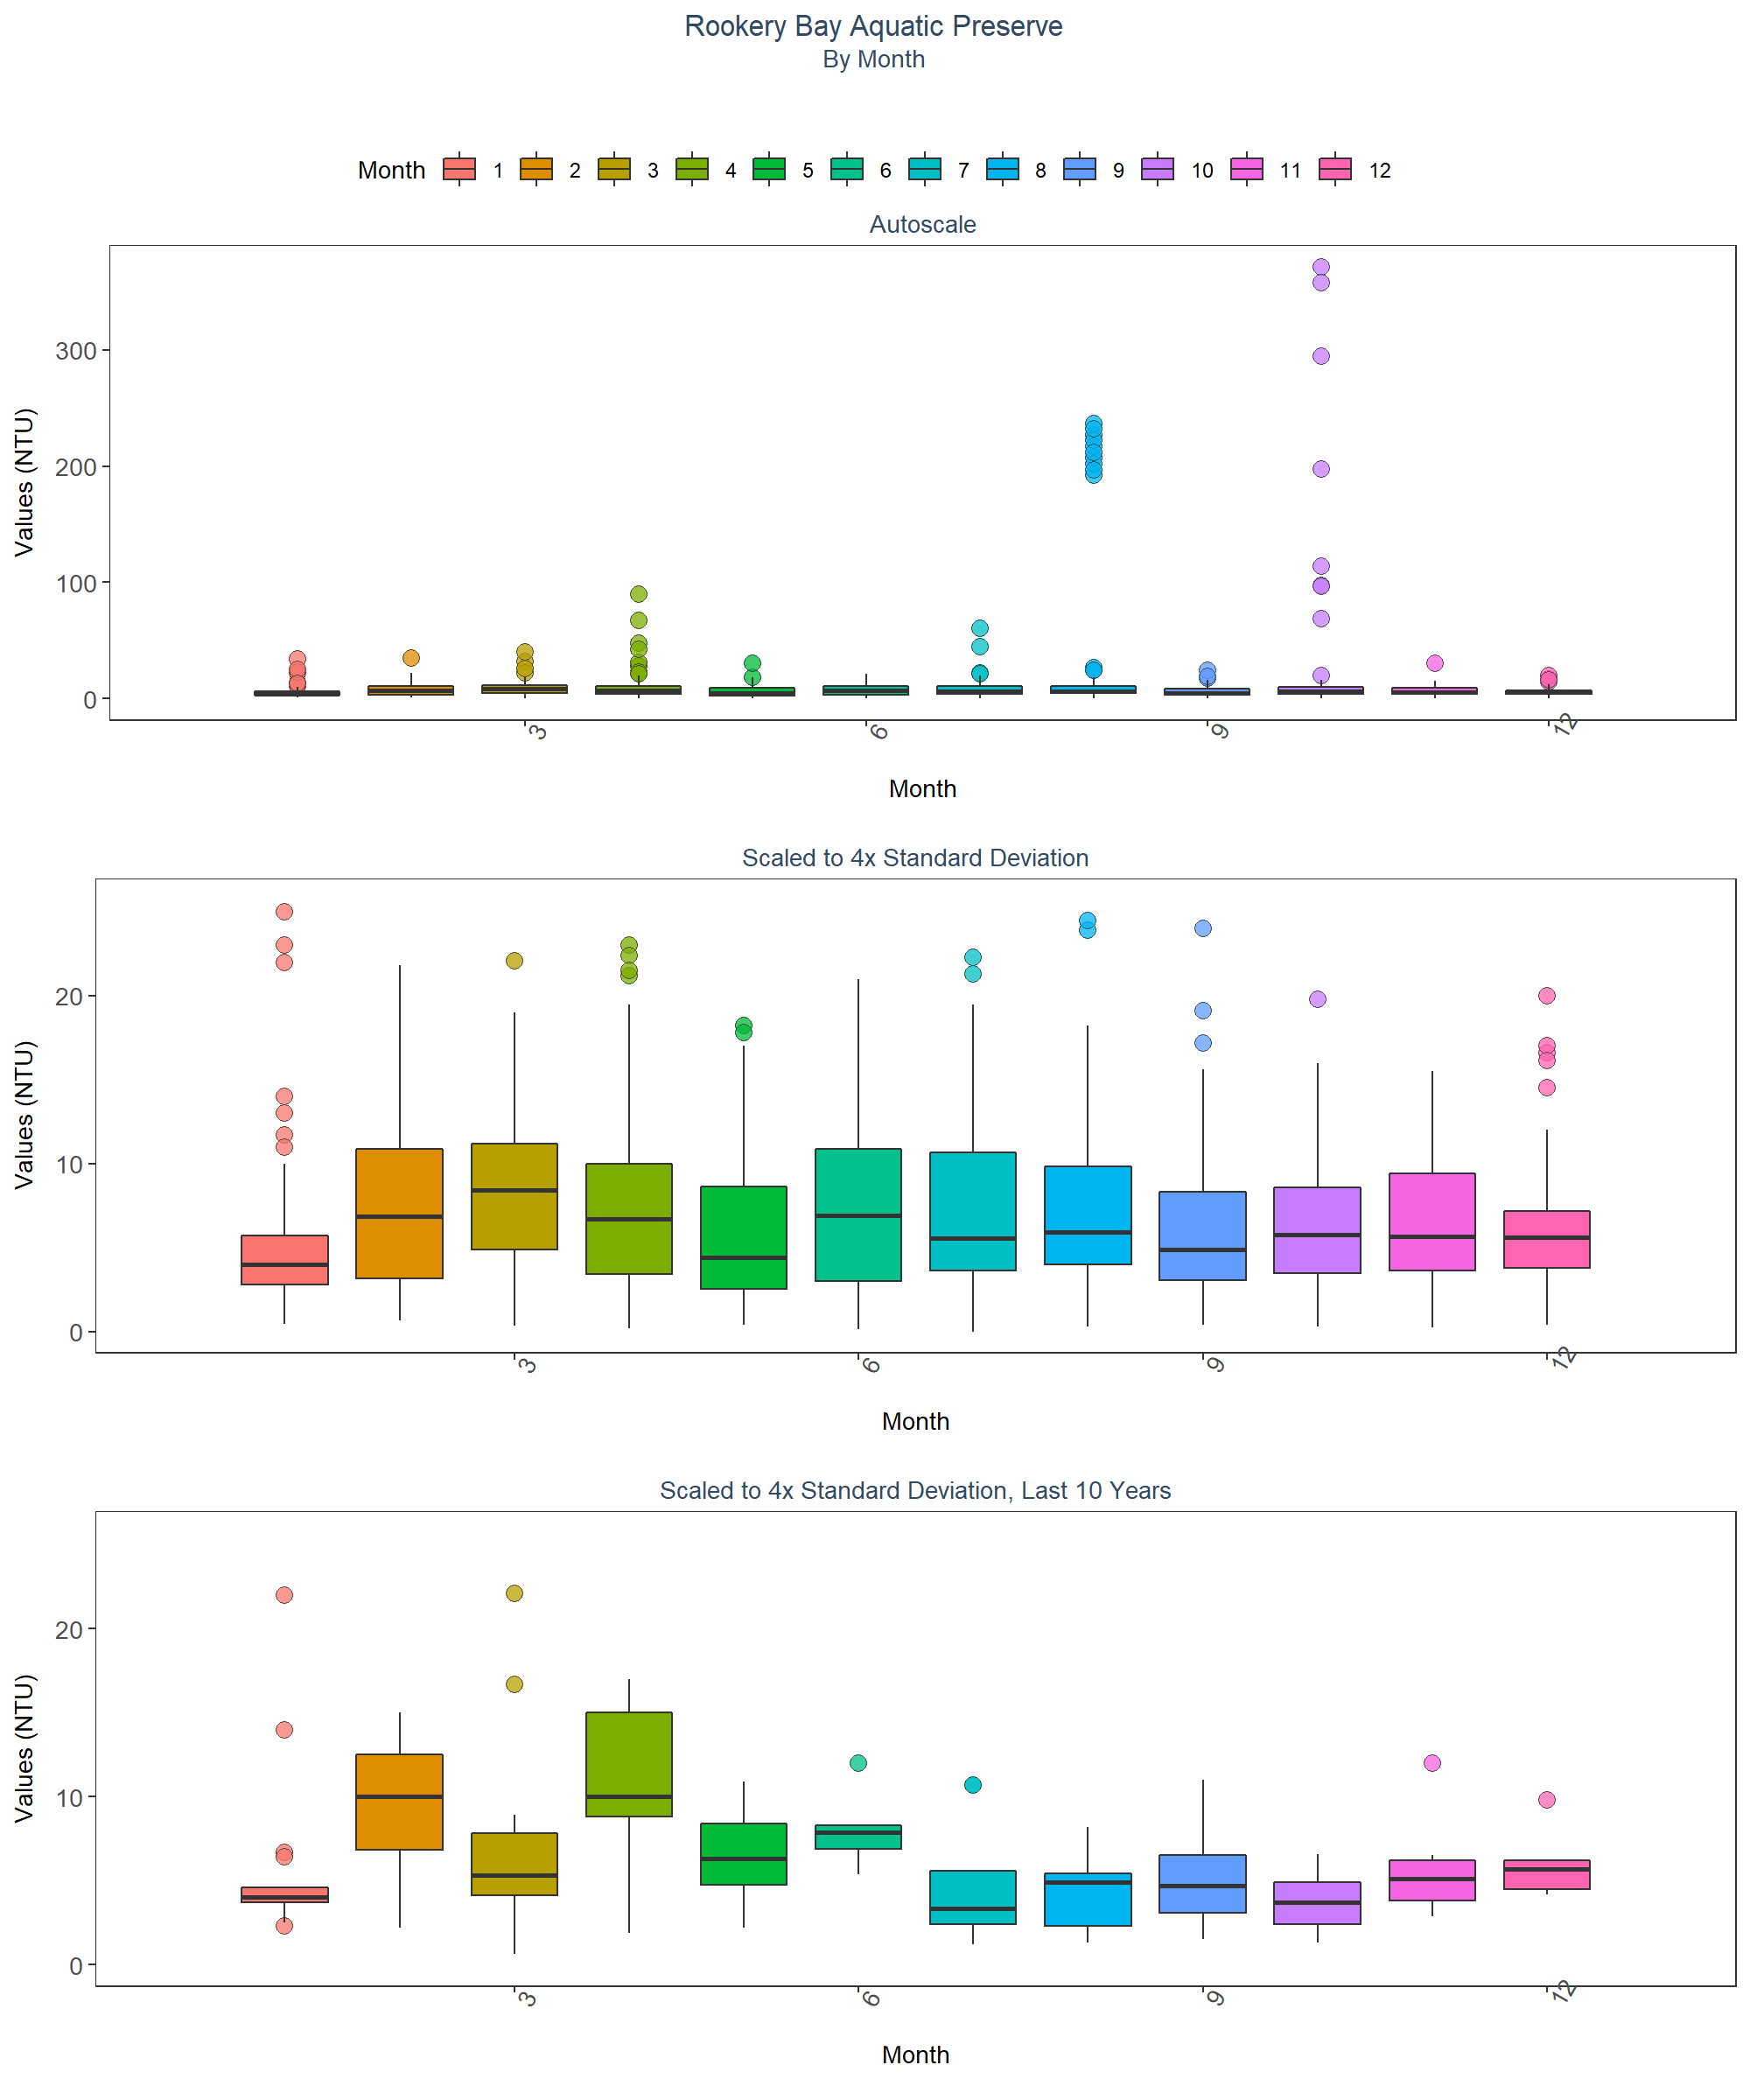 Rookery Bay Aquatic Preserve
By Month
Month 1 2 3 4 5 6 7 8 9 10 11 12
Autoscale
Values (NTU)
300
200
100
0
3 6 9 12
Month
Scaled to 4x Standard Deviation
Values (NTU)
20
10
0
3 6 9 12
Month
Scaled to 4x Standard Deviation, Last 10 Years
Values (NTU)
20
10
0
3 6 9 12
Month